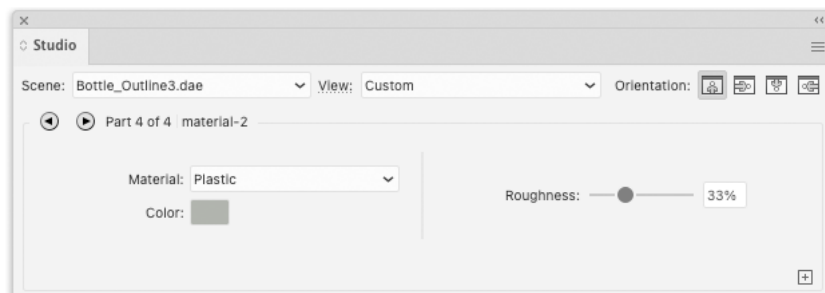 Studio
Scene: Bottle_Outline3.dae View: Custom Orientation:
Part 4 of 4 material-2
Material: Plastic
Roughness: 33%
Color: